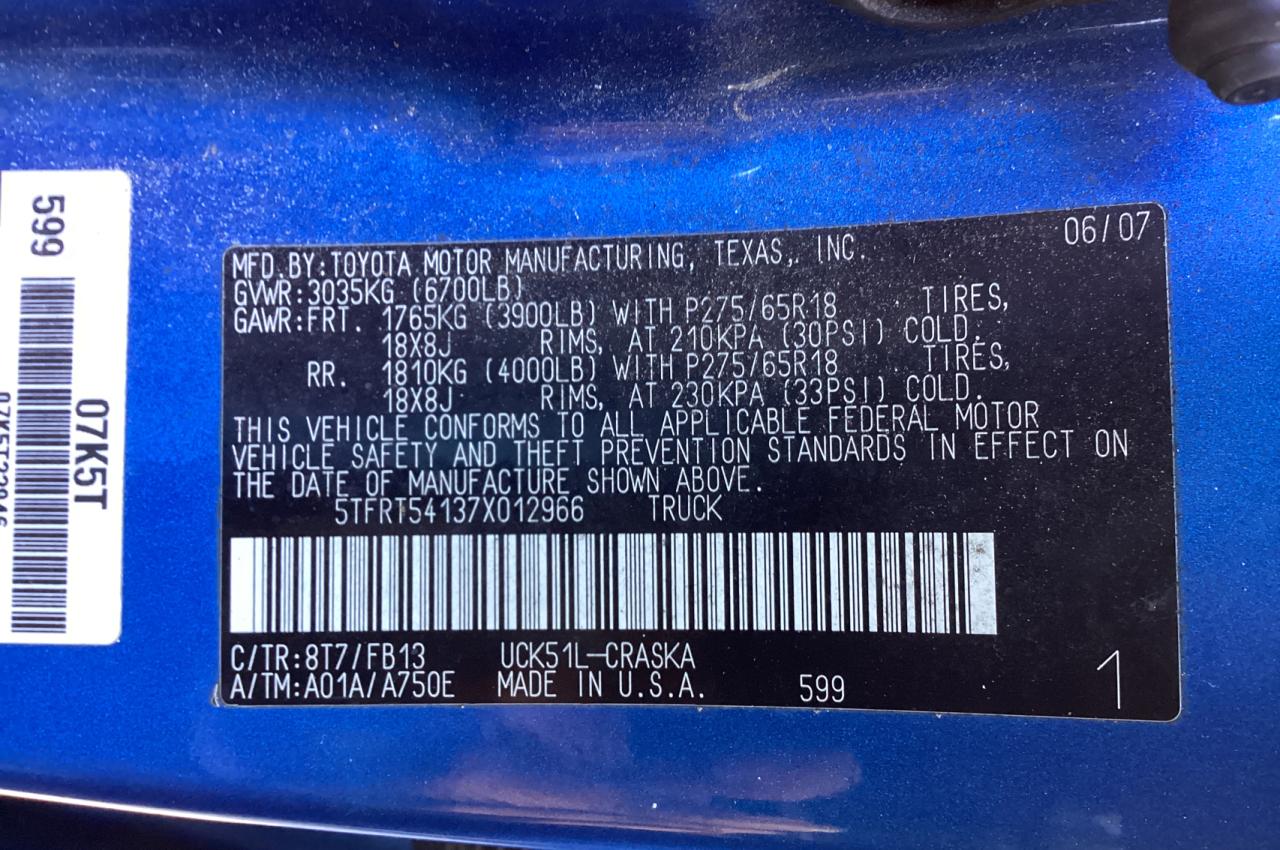 06/07
MFD.BY:TOYOTA MOTOR MANUFACTURING, TEXAS, INC.
GVWR:3035KG (6700LB)
GAWR:FRT. 1765KG (3900LB) WITH P275/65R18 TIRES,
18X8J RIMS, AT 210KPA (30PSI) COLD.
RR. 1810KG (4000LB) WITH P275/65R18 TIRES,
18X8J RIMS, AT 230KPA (33PSI) COLD.
THIS VEHICLE CONFORMS TO ALL APPLICABLE FEDERAL MOTOR
VEHICLE SAFETY AND THEFT PREVENTION STANDARDS IN EFFECT ON
THE DATE OF MANUFACTURE SHOWN ABOVE.
5TFRT54137X012966 TRUCK
C/TR:8T7/FB13 UCK51L-CRASKA
A/TM:A01A/A750E MADE IN U.S.A. 599
1
599
07K5T